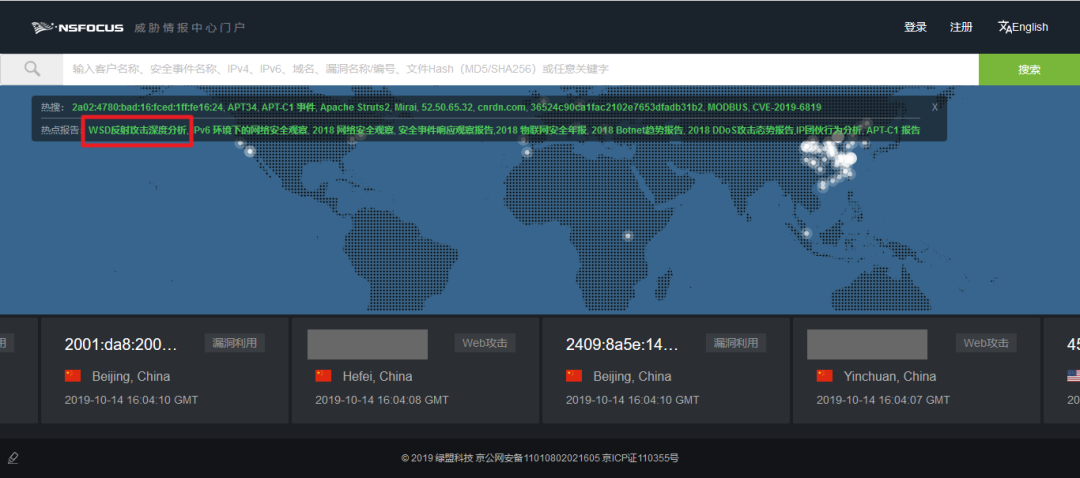 NSFOCUS 威胁情报中心门户 登录 注册 English
输入客户名称、安全事件名称、IPv4、IPv6、域名、漏洞名称/编号、文件Hash（MD5/SHA256）或任意关键字 搜索
热搜： 2a02:4780:bad:16:fced:1ff:fe16:24, APT34, APT-C1 事件, Apache Struts2, Mirai, 52.50.65.32, cnrdn.com, 36524c90ca1fac2102e7653dfadb31b2, MODBUS, CVE-2019-6819 X
热点报告： WSD反射攻击深度分析, IPv6 环境下的网络安全观察, 2018 网络安全观察, 安全事件响应观察报告,2018 物联网安全年报, 2018 Botnet趋势报告, 2018 DDoS攻击态势报告,IP团伙行为分析, APT-C1 报告
用 2001:da8:200... 漏洞利用 Web攻击 2409:8a5e:14... 漏洞利用 Web攻击 45
Beijing, China Hefei, China Beijing, China Yinchuan, China
2019-10-14 16:04:10 GMT 2019-10-14 16:04:08 GMT 2019-10-14 16:04:10 GMT 2019-10-14 16:04:07 GMT 20
© 2019 绿盟科技 京公网安备11010802021605 京ICP证110355号